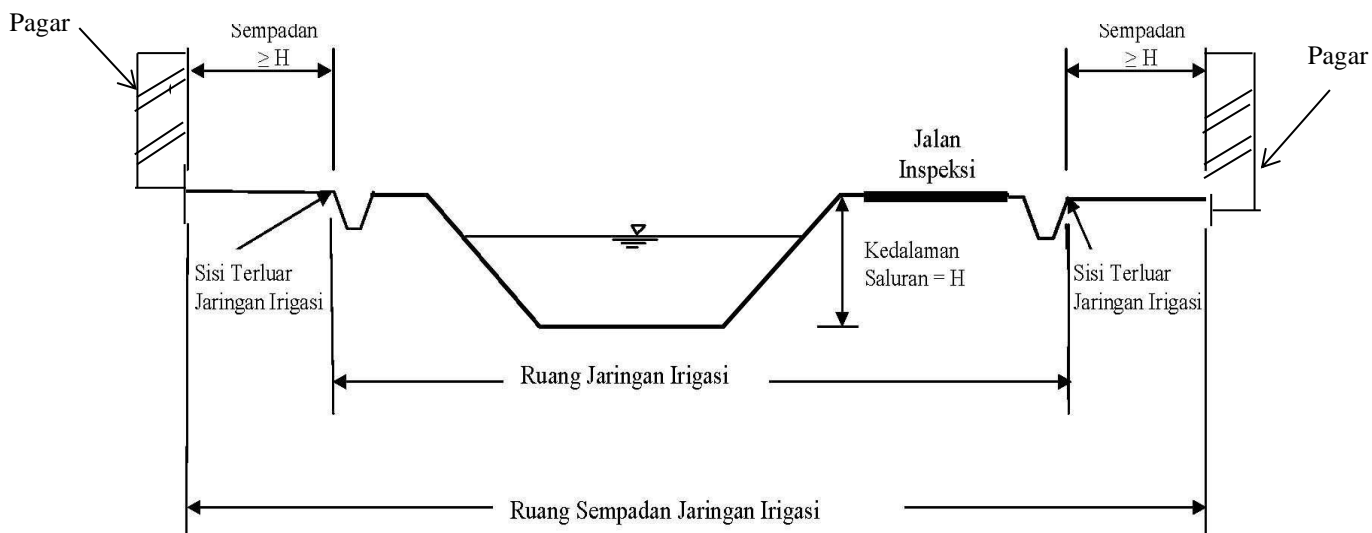 Pagar
Sempadan
≥ H
Sempadan
≥ H
Pagar
Jalan
Inspeksi
Sisi Terluar
Jaringan Irigasi
Kedalaman
Saluran = H
Sisi Terluar
Jaringan Irigasi
Ruang Jaringan Irigasi
Ruang Sempadan Jaringan Irigasi